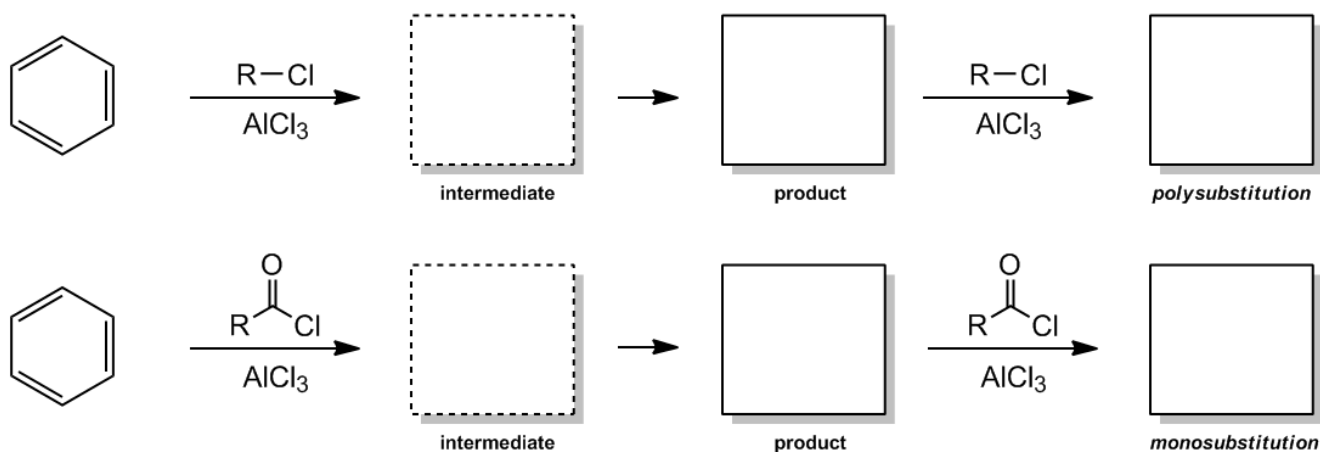 R–Cl
AlCl3
R–Cl
AlCl3
intermediate
product
polysubstitution
O
R
Cl
AlCl3
O
R
Cl
AlCl3
intermediate
product
monosubstitution